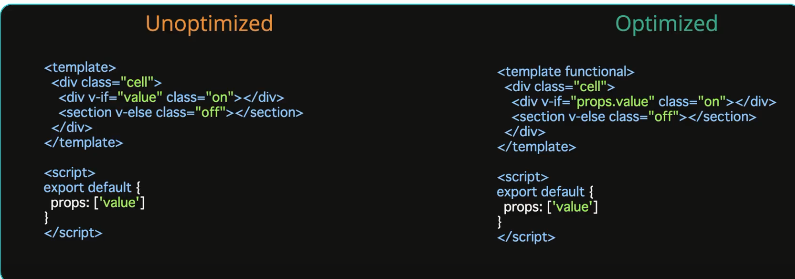 Unoptimized
<template>
<div class="cell">
<div v-if="value" class="on"></div>
<section v-else class="off"></section>
</div>
</template>
<script>
export default {
props: ['value']
}
</script>
Optimized
<template functional>
<div class="cell">
<div v-if="props.value" class="on"></div>
<section v-else class="off"></section>
</div>
</template>
<script>
export default {
props: ['value']
}
</script>